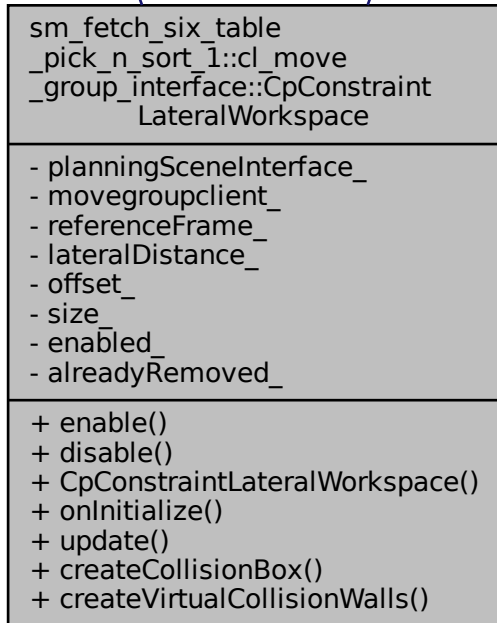 sm_fetch_six_table
_pick_n_sort_1::cl_move
_group_interface::CpConstraint
LateralWorkspace
- planningSceneInterface_
- movegroupclient_
- referenceFrame_
- lateralDistance_
- offset_
- size_
- enabled_
- alreadyRemoved_
+ enable()
+ disable()
+ CpConstraintLateralWorkspace()
+ onInitialize()
+ update()
+ createCollisionBox()
+ createVirtualCollisionWalls()